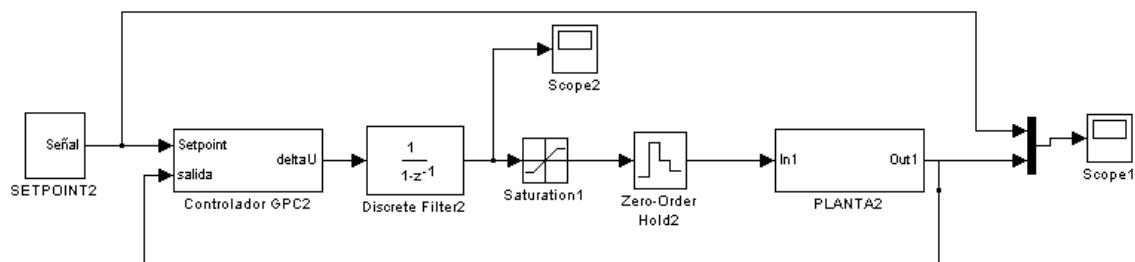 Scope2
Señal
SETPOINT2
Setpoint
salida
deltaU
Controlador GPC2
1
1-z-1
Discrete Filter2
Saturation1
Zero-Order
Hold2
In1
Out1
PLANTA2
Scope1